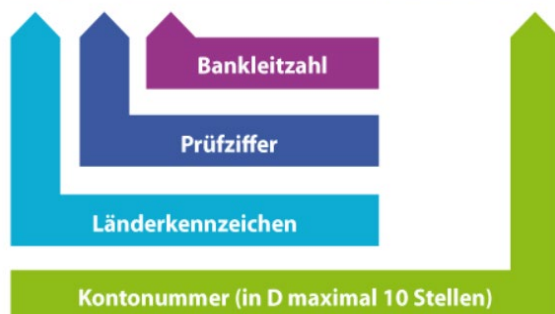 Bankleitzahl
Prüfziffer
Länderkennzeichen
Kontonummer (in D maximal 10 Stellen)